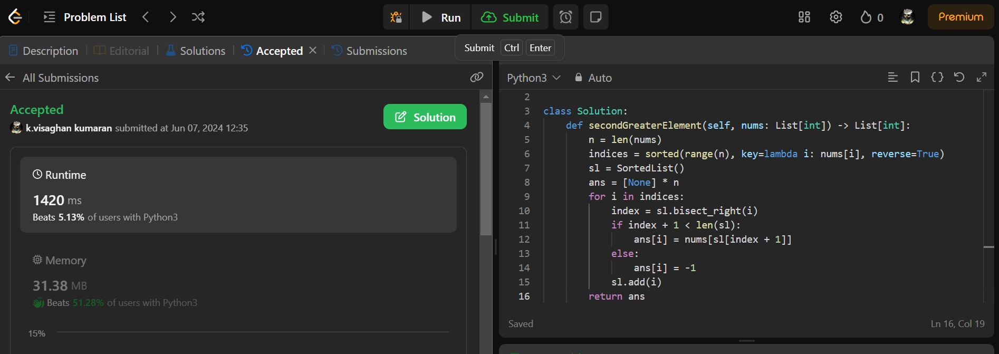 Problem List
Run
Submit
0
Premium
Description
Editorial
Solutions
Accepted
Submissions
Submit Ctrl Enter
All Submissions
Accepted
k.visaghan kumaran submitted at Jun 07, 2024 12:35
Solution
Runtime
1420 ms
Beats 5.13% of users with Python3
Memory
31.38 MB
Beats 51.28% of users with Python3
15%
Python3
Auto
2
3 class Solution:
4     def secondGreaterElement(self, nums: List[int]) -> List[int]:
5         n = len(nums)
6         indices = sorted(range(n), key=lambda i: nums[i], reverse=True)
7         sl = SortedList()
8         ans = [None] * n
9         for i in indices:
10             index = sl.bisect_right(i)
11             if index + 1 < len(sl):
12                 ans[i] = nums[sl[index + 1]]
13             else:
14                 ans[i] = -1
15             sl.add(i)
16         return ans
Saved
Ln 16, Col 19